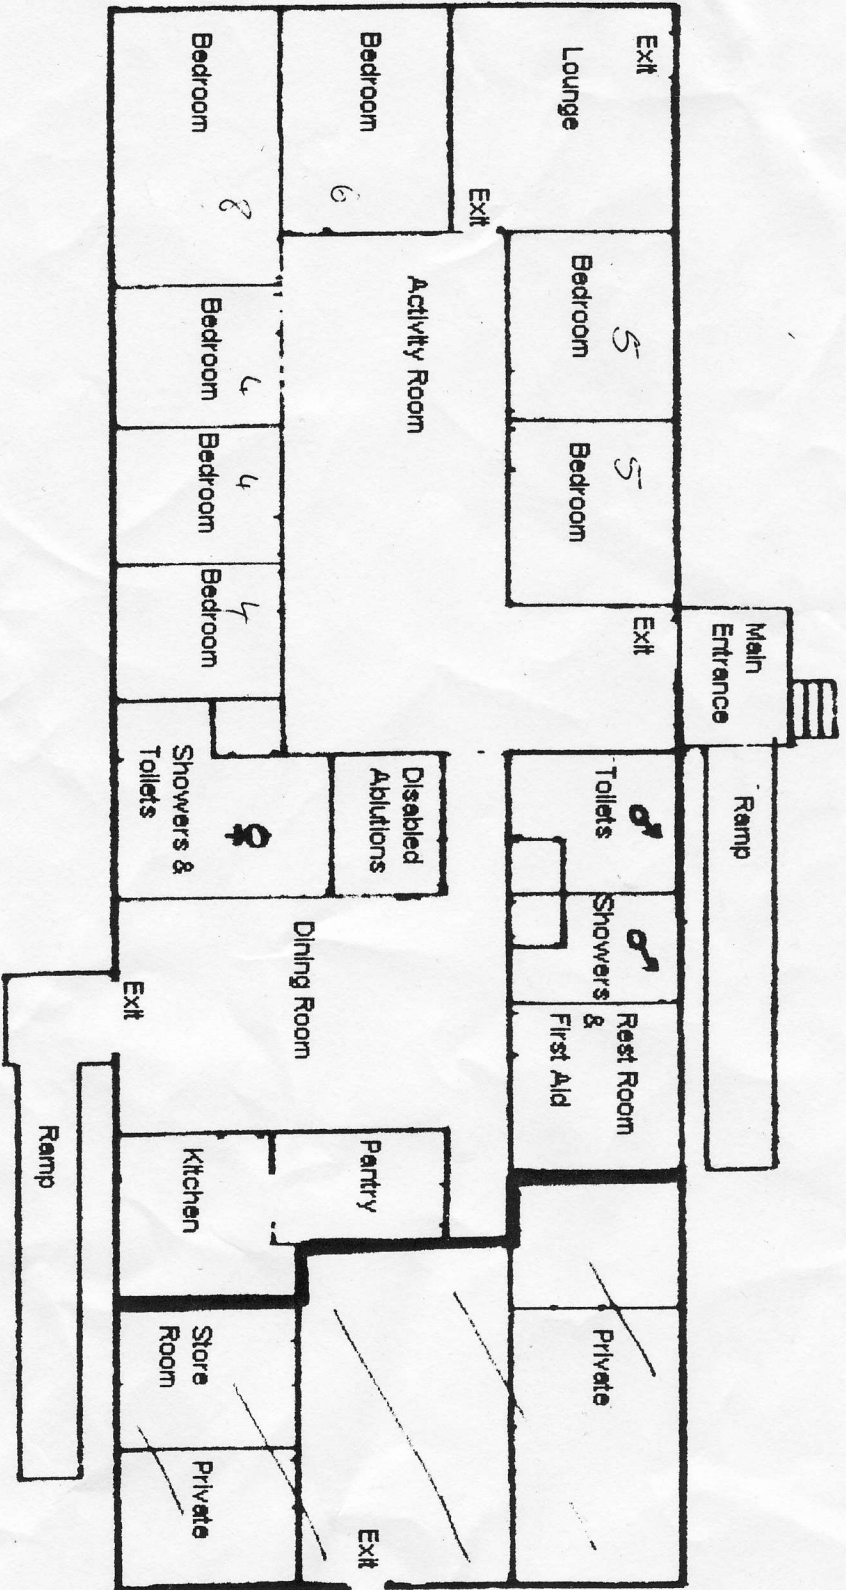 Exit
Lounge
Bedroom
6
Bedroom
8
Exit
Bedroom
5
Bedroom
5
Activity Room
Bedroom
4
Bedroom
4
Bedroom
4
Exit
Main
Entrance
Ramp
Toilets
♂
Showers &
♂
Rest Room
First Aid
Disabled
Ablutions
Showers &
Toilets
♀
Dining Room
Exit
Ramp
Pantry
Kitchen
Private
Store
Room
Private
Exit